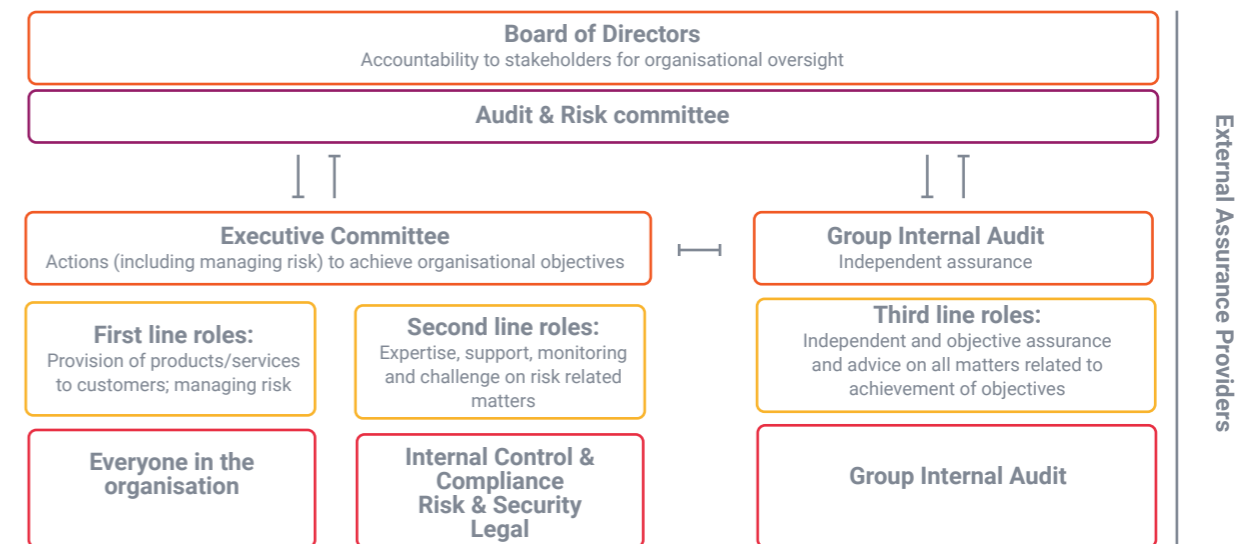 Board of Directors
Accountability to stakeholders for organisational oversight
Audit & Risk committee
Executive Committee
Actions (including managing risk) to achieve organisational objectives
Group Internal Audit
Independent assurance
First line roles:
Provision of products/services
to customers; managing risk
Second line roles:
Expertise, support, monitoring
and challenge on risk related
matters
Third line roles:
Independent and objective assurance
and advice on all matters related to
achievement of objectives
Everyone in the
organisation
Internal Control &
Compliance
Risk & Security
Legal
Group Internal Audit
External Assurance Providers